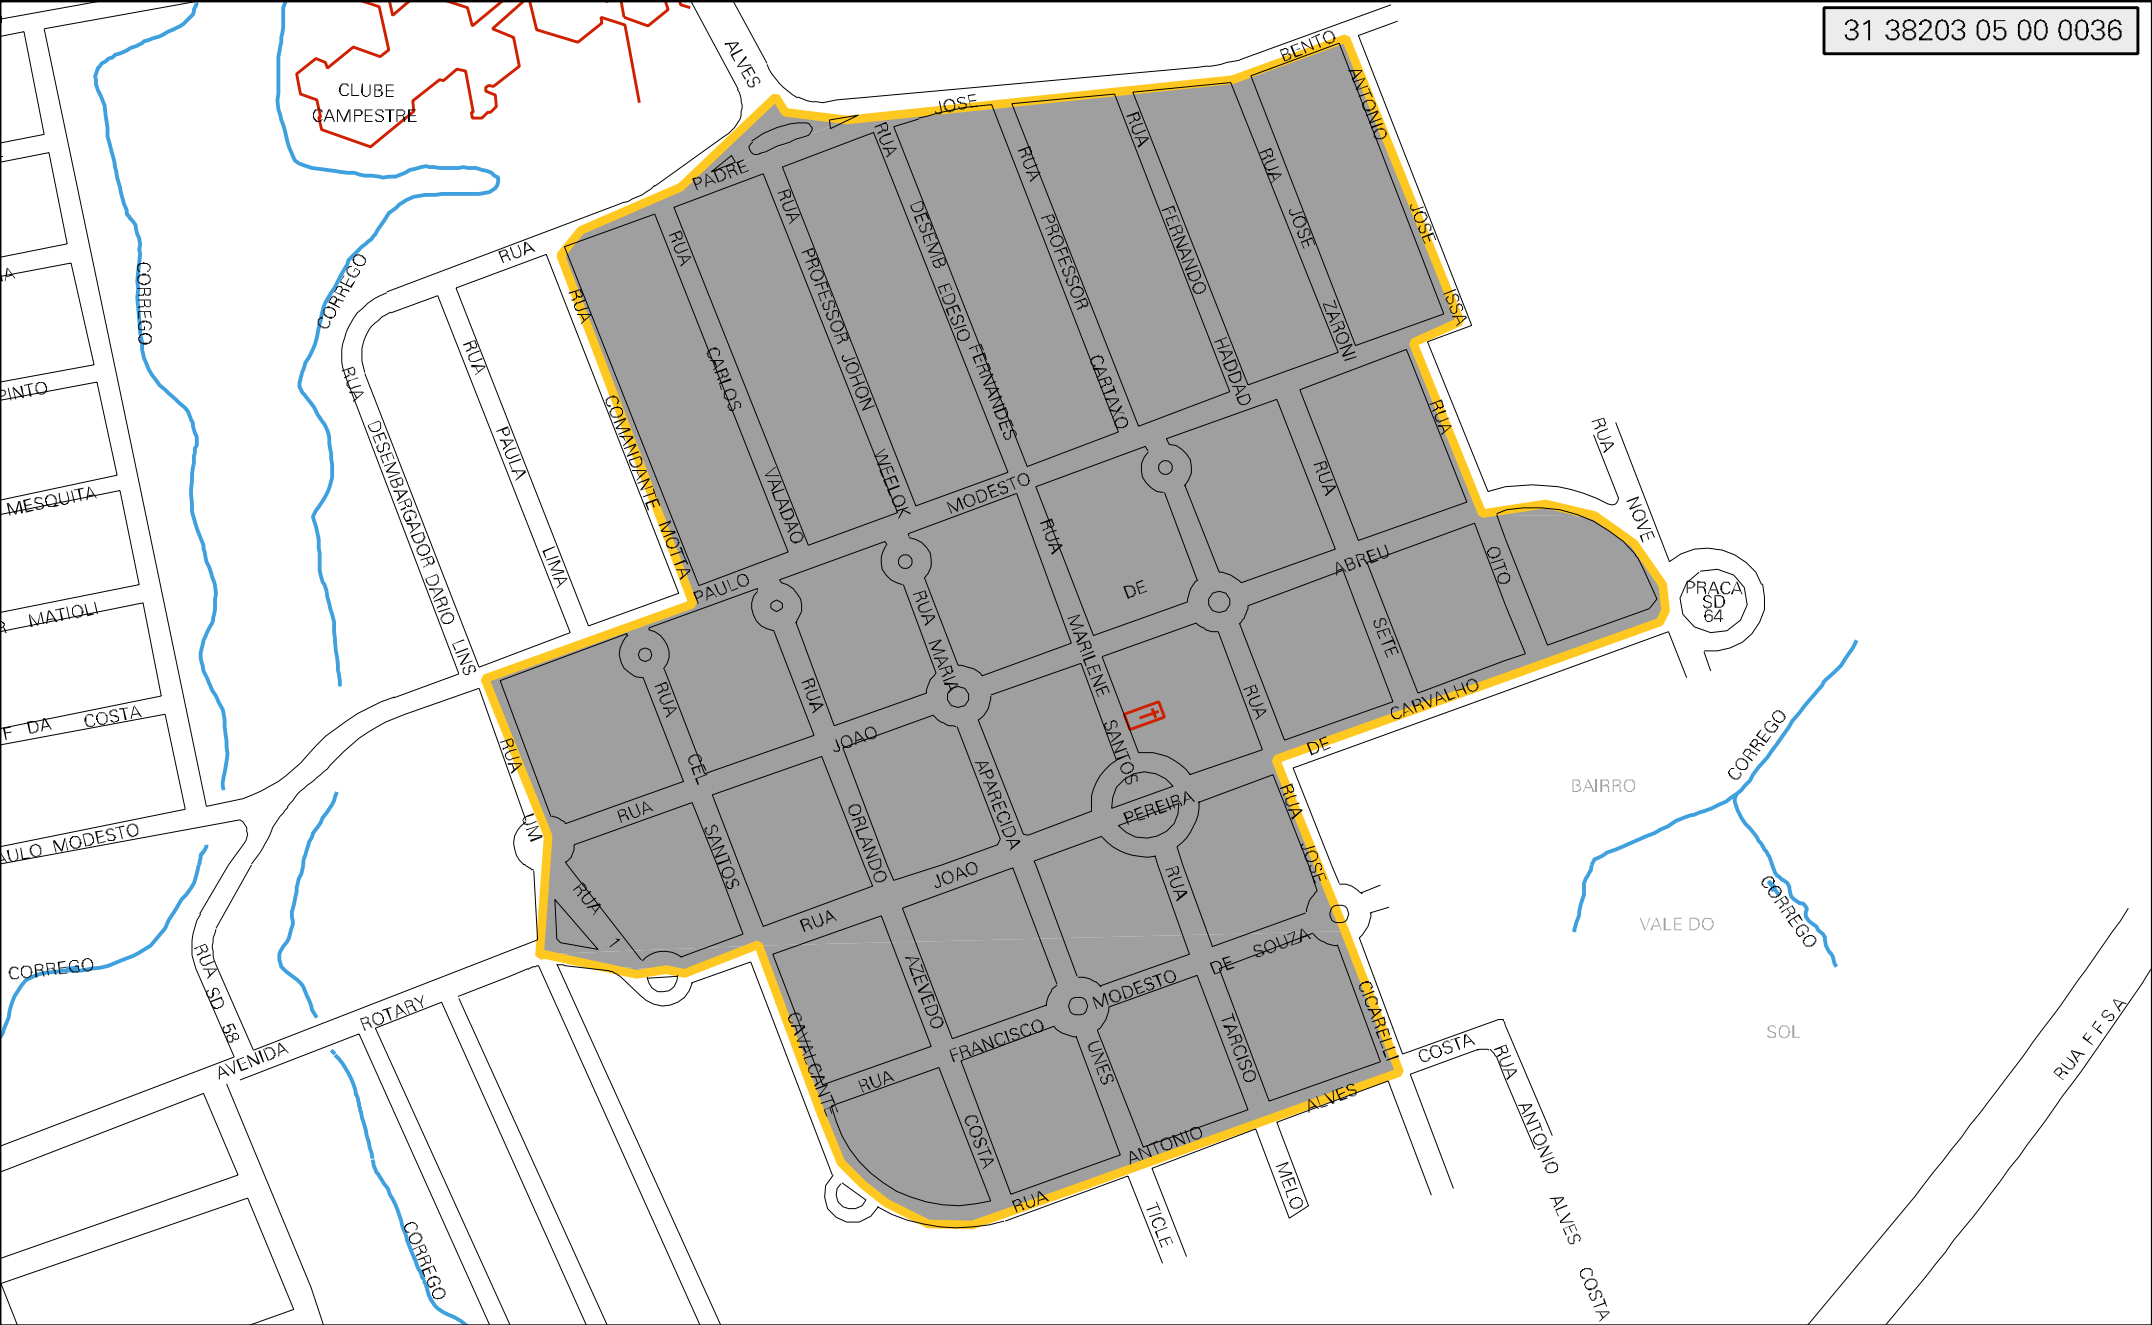 31 38203 05 00 0036
ALVES
BENTO
CLUBE
CAMPESTRE
JOSE
ANTONIO
JOSE
ISSA
PADRE
RUA
RUA
RUA
RUA
RUA
RUA
RUA
RUA
DESEMB EDESIO FERNANDES
PROFESSOR
CARTAXO
FERNANDO
HADDAD
JOSE
ZARONI
PROFESSOR JOHON
WEELOK
CARLOS
VALADAO
COMANDANTE MOTTA
CORREGO
CORREGO
RUA
PAULA
LIMA
RUA
DESEMBARGADOR DARIO LINS
PINTO
MESQUITA
MATIOLI
F DA COSTA
PAULO
MODESTO
RUA
RUA
RUA
RUA
NOVE
DE
ABREU
OITO
PRACA
SD
64
RUA MARIA
MARILENE
SANTOS
SETE
RUA
RUA
RUA
CARVALHO
DE
RUA
UM
RUA
JOAO
CEL
SANTOS
APARECIDA
PEREIRA
RUA
JOSE
CICARELLI
ORLANDO
JOAO
RUA
RUA
RUA
1
AULO MODESTO
BAIRRO
VALE DO
SOL
CORREGO
CORREGO
CORREGO
RUA SD 58
AVENIDA
ROTARY
AZEVEDO
CAVALCANTE
RUA
FRANCISCO
MODESTO
DE
SOUZA
UNES
TARCISO
COSTA
COSTA
RUA
ANTONIO
ALVES
TICLE
MELO
RUA ANTONIO ALVES COSTA
RUA F F S A
CORREGO